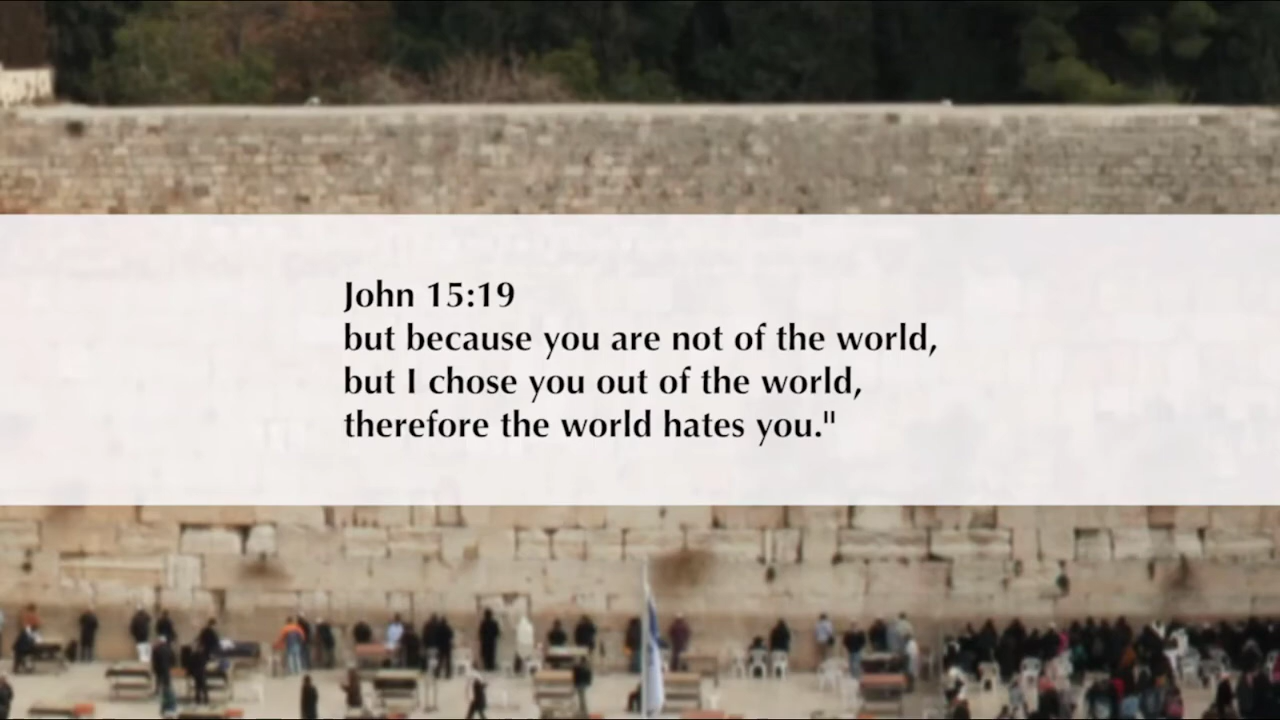 John 15:19
but because you are not of the world,
but I chose you out of the world,
therefore the world hates you."